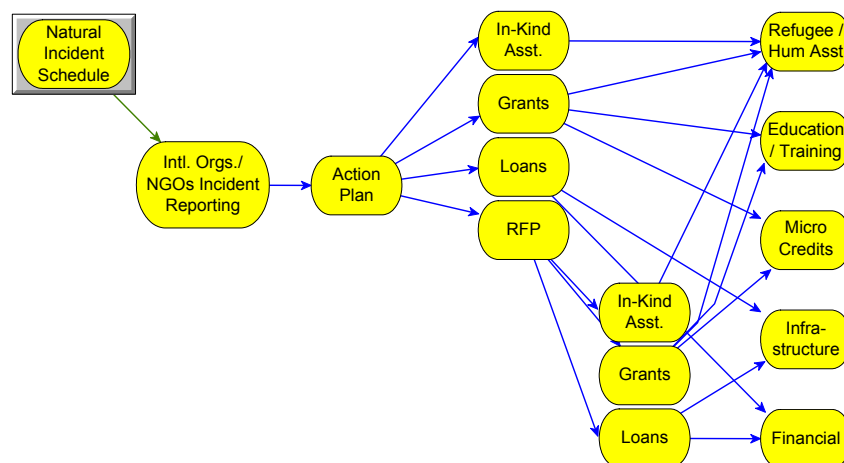 Natural
Incident
Schedule
Intl. Orgs./
NGOs Incident
Reporting
Action
Plan
In-Kind
Asst.
Grants
Loans
RFP
In-Kind
Asst.
Grants
Loans
Refugee /
Hum Asst
Education
/ Training
Micro
Credits
Infra-
structure
Financial